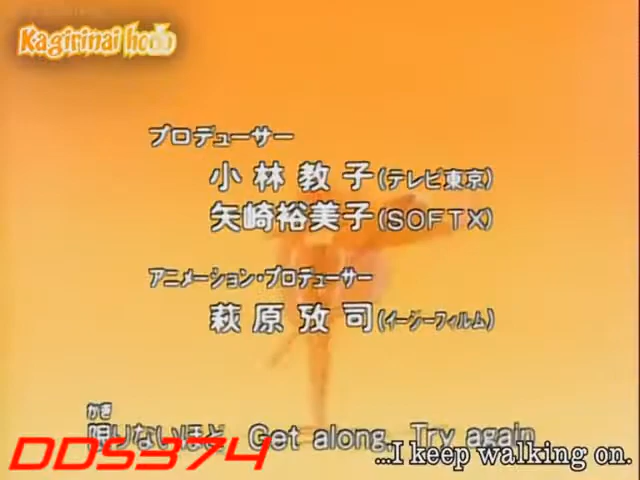 Kagirinai hodo
プロデューサー
小林教子(テレビ東京)
矢崎裕美子(SOFTX)
アニメーション・プロデューサー
萩原攻司(イージーフィルム)
かぎ
限りないほど Get along, Try again
DDS374
...I keep walking on.